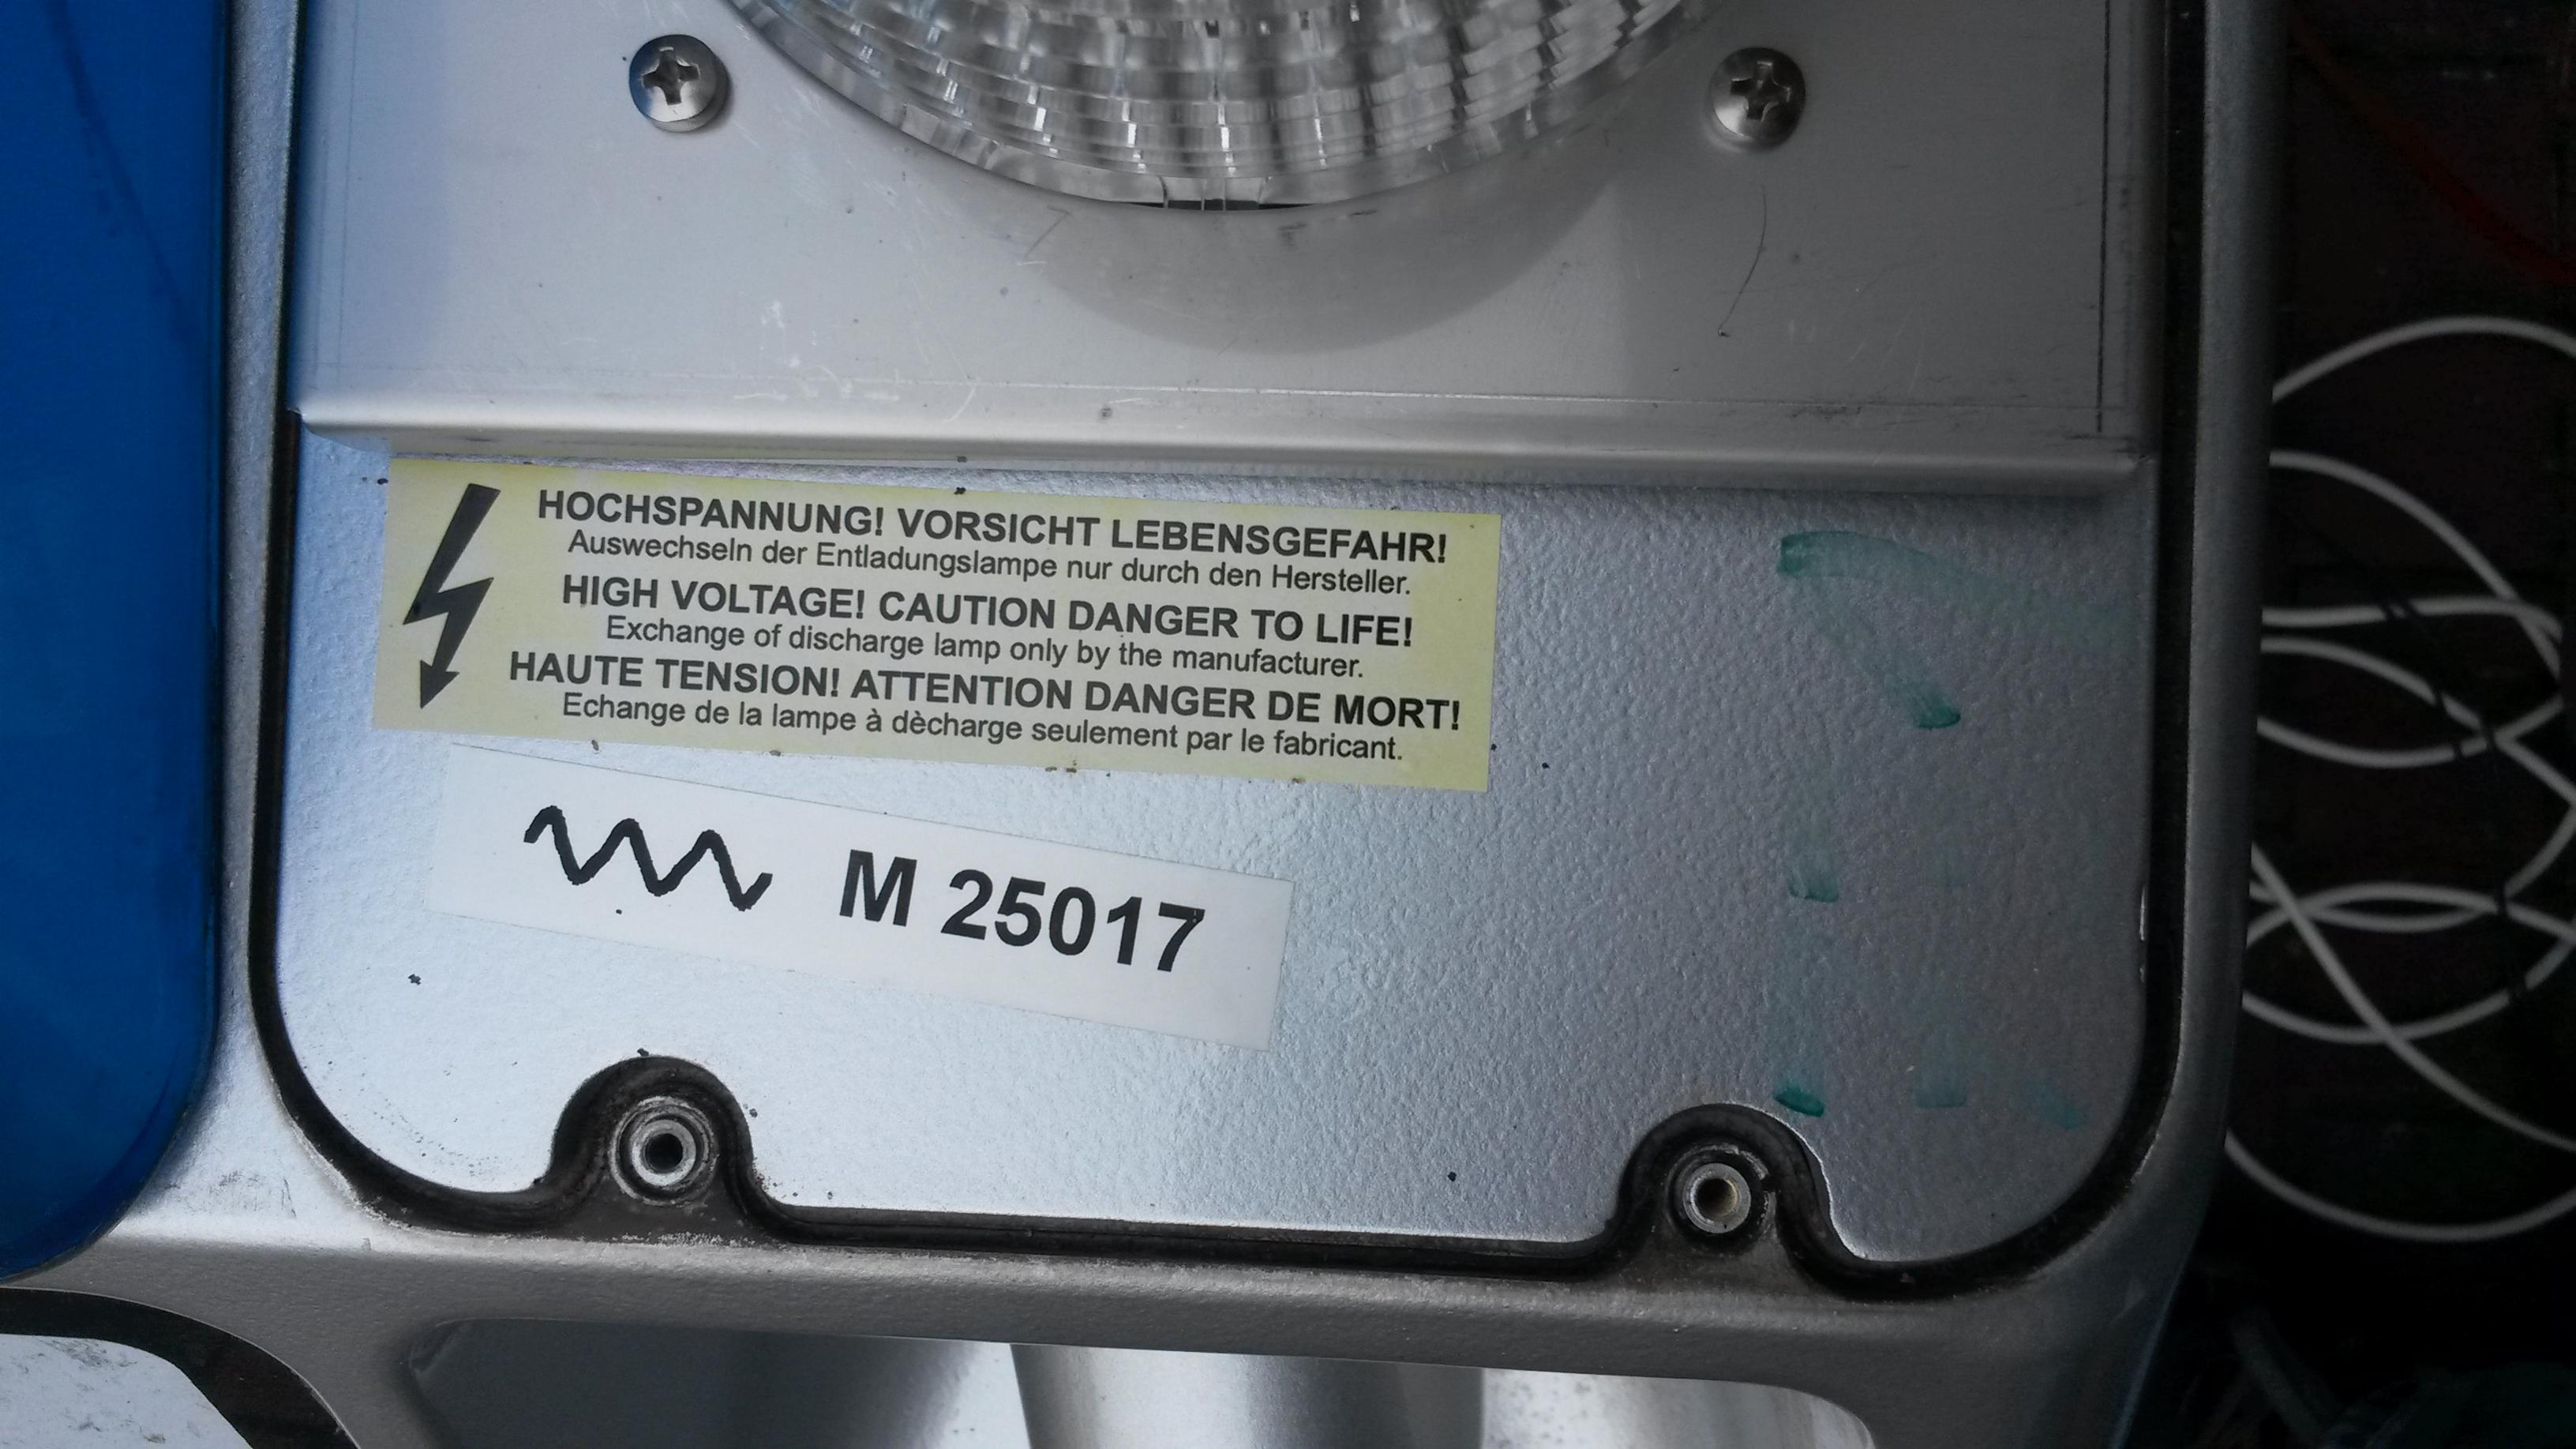 HOCHSPANNUNG! VORSICHT LEBENSGEFAHR!
Auswechseln der Entladungslampe nur durch den Hersteller.
HIGH VOLTAGE! CAUTION DANGER TO LIFE!
Exchange of discharge lamp only by the manufacturer.
HAUTE TENSION! ATTENTION DANGER DE MORT!
Echange de la lampe à dècharge seulement par le fabricant.
M 25017